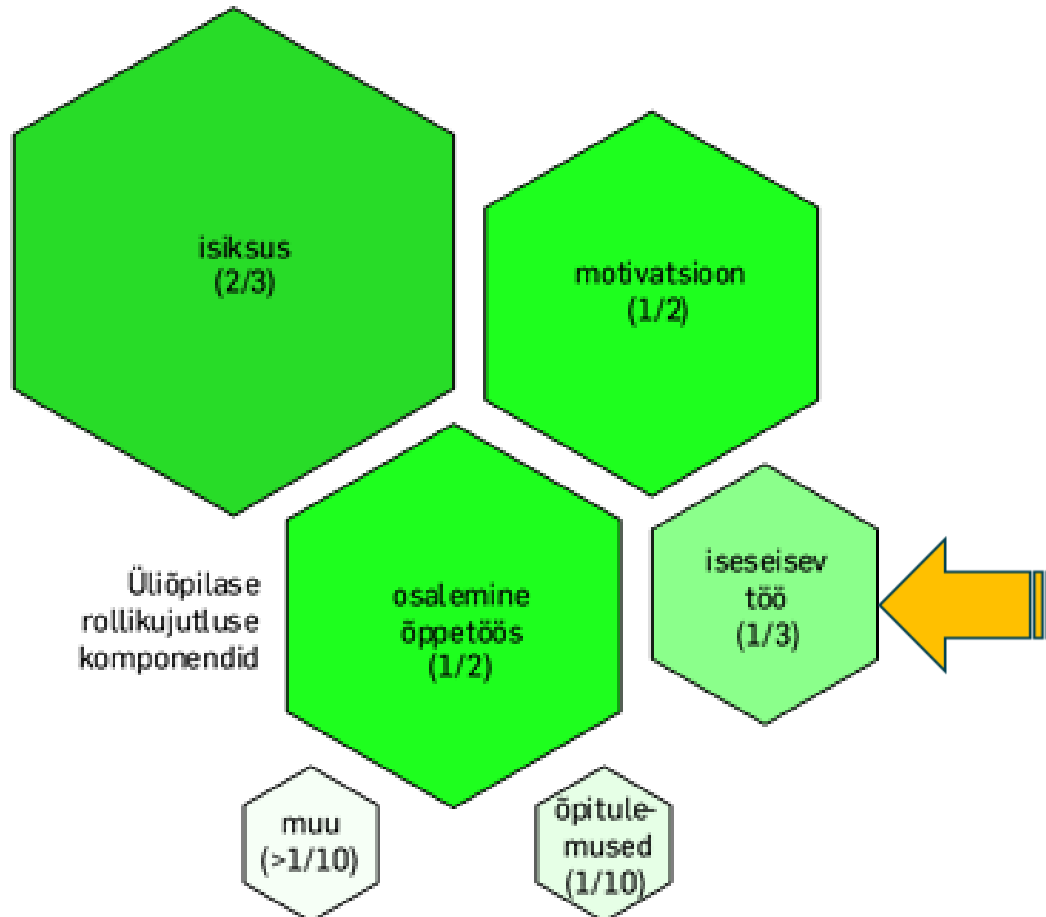 isiksus
(2/3)
motivatsioon
(1/2)
iseseisev
töö
(1/3)
Üliõpilase
rollikujutluse
komponendid
osalemine
õppetöös
(1/2)
muu
(>1/10)
õpitule-
mused
(1/10)